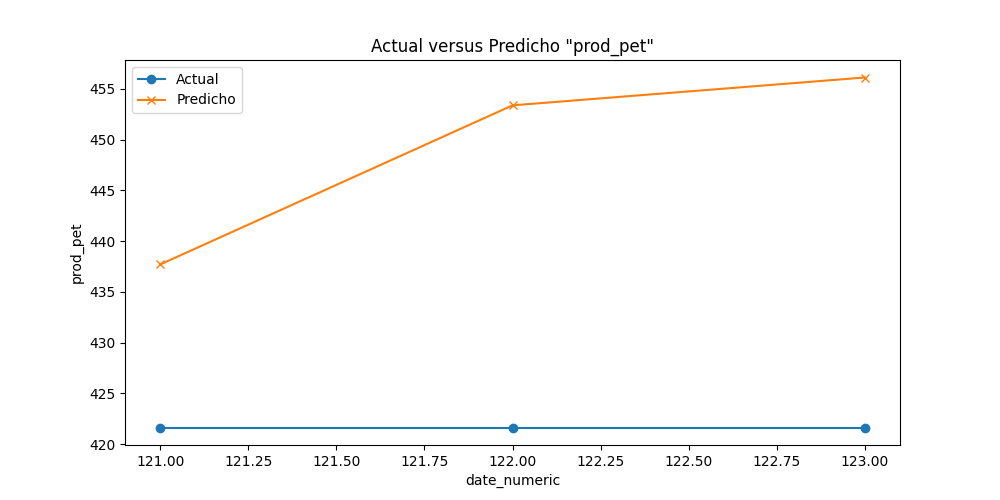 Actual versus Predicho "prod_pet"
Actual
Predicho
prod_pet
455
450
445
440
435
430
425
420
121.00 121.25 121.50 121.75 122.00 122.25 122.50 122.75 123.00
date_numeric